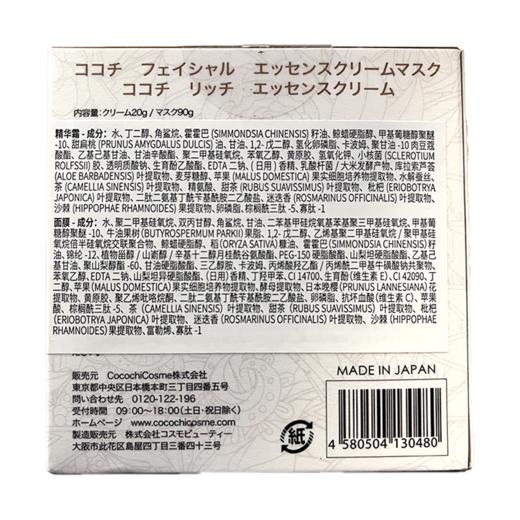 ココチ フェイシャル エッセンスクリームマスク
ココチ リッチ エッセンスクリーム
内容量:クリーム20g / マスク90g
精华霜 - 成分: 水、丁二醇、角鲨烷、霍霍巴 (SIMMONDSIA CHINENSIS) 籽油、鲸蜡硬脂醇、甲基葡糖醇聚醚
-10、甜扁桃 (PRUNUS AMYGDALUS DULCIS) 油、甘油、1,2-戊二醇、氢化卵磷脂、卡波姆、聚甘油-10 肉豆蔻
酸酯、乙基己基甘油、甘油辛酸酯、聚二甲基硅氧烷、苯氧乙醇、黄原胶、氢氧化钾、小核菌 (SCLEROTIUM
ROLFSSII) 胶、透明质酸钠、生育酚乙酸酯、EDTA 二钠、(日用) 香精、乳酸杆菌 / 大米发酵产物、库拉索芦荟
(ALOE BARBADENSIS) 叶提取物、麦芽糖醇、苹果 (MALUS DOMESTICA) 果实细胞培养物提取物、水解蚕丝、
茶 (CAMELLIA SINENSIS) 叶提取物、精氨酸、甜茶 (RUBUS SUAVISSIMUS) 叶提取物、枇杷 (ERIOBOTRYA
JAPONICA) 叶提取物、二肽二氨基丁酰苄基酰胺二乙酸盐、迷迭香 (ROSMARINUS OFFICINALIS) 叶提取物、
沙棘 (HIPPOPHAE RHAMNOIDES) 果提取物、卵磷脂、棕榈酰三肽 -5、寡肽 -1
面膜 - 成分: 水、聚二甲基硅氧烷、双丙甘醇、角鲨烷、甘油、二苯基甲硅烷氧基苯基聚三甲基硅氧烷、甲基葡
糖醇聚醚 -10、牛油果树 (BUTYROSPERMUM PARKII) 果脂、1,2- 戊二醇、乙烯基聚二甲基硅氧烷 / 聚甲基硅氧
烷倍半硅氧烷交联聚合物、鲸蜡硬脂醇、稻 (ORYZA SATIVA) 糠油、霍霍巴 (SIMMONDSIA CHINENSIS) 籽
油、锦纶 -12、植物甾醇 / 山嵛醇 / 辛基十二醇月桂酰谷氨酸酯、PEG-150 硬脂酸酯、山梨坦硬脂酸酯、乙基己
基甘油、聚山梨醇酯 -60、甘油硬脂酸酯、三乙醇胺、卡波姆、丙烯酸羟乙酯 / 丙烯酰二甲基牛磺酸钠共聚物、
苯氧乙醇、EDTA 二钠、山梨坦异硬脂酸酯、(日用) 香精、丁羟甲苯、CI 14700、生育酚 (维生素 E)、CI 42090、
丁二醇、麻醇、苹果 (MALUS DOMESTICA) 果实细胞培养物提取物、酵母提取物、日本晚樱 (PRUNUS LANNESIANA) 花
提取物、黄原胶、聚乙烯吡咯烷酮、二肽二氨基丁酰苄基酰胺二乙酸盐、卵磷脂、抗坏血酸 (维生素 C)、苹果
酸、棕榈酰三肽 -5、茶 (CAMELLIA SINENSIS) 叶提取物、甜茶 (RUBUS SUAVISSIMUS) 叶提取物、枇杷
(ERIOBOTRYA JAPONICA) 叶提取物、迷迭香 (ROSMARINUS OFFICINALIS) 叶提取物、沙棘 (HIPPOPHAE
RHAMNOIDES) 果提取物、富勒烯、寡肽 -1
販売元 CocochiCosme株式会社
東京都中央区日本橋本町三丁目四番五号
問い合わせ先 0120-122-196
受付時間 09:00〜18:00(土日・祝日除く)
ホームページ www.cocochicosme.com
製造販売元 株式会社コスモビューティー
大阪市此花区島屋四丁目三番四号
MADE IN JAPAN
紙
4 580504 130480